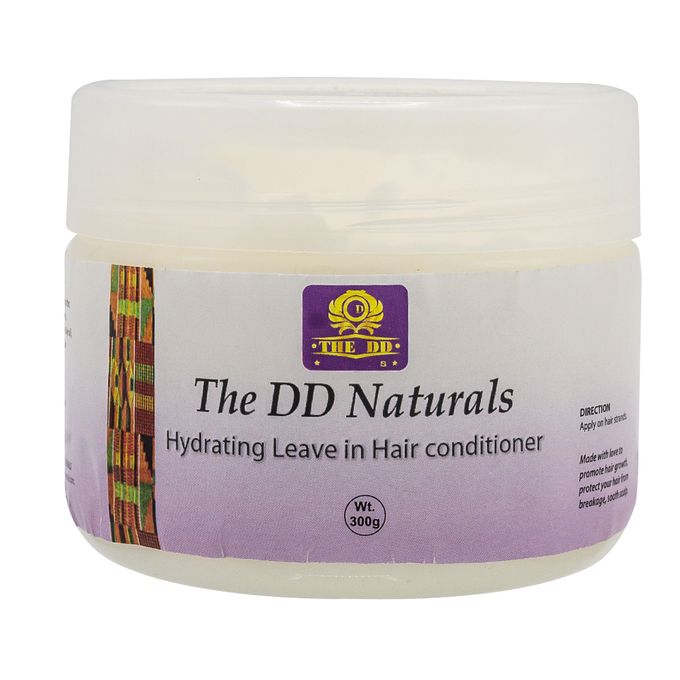 D
THE DD
S
The DD Naturals
Hydrating Leave in Hair conditioner
Wt.
300g
DIRECTION
Apply on hair strands.
Made with love to
promote hair growth,
protect your hair from
breakage, sooth scalp.